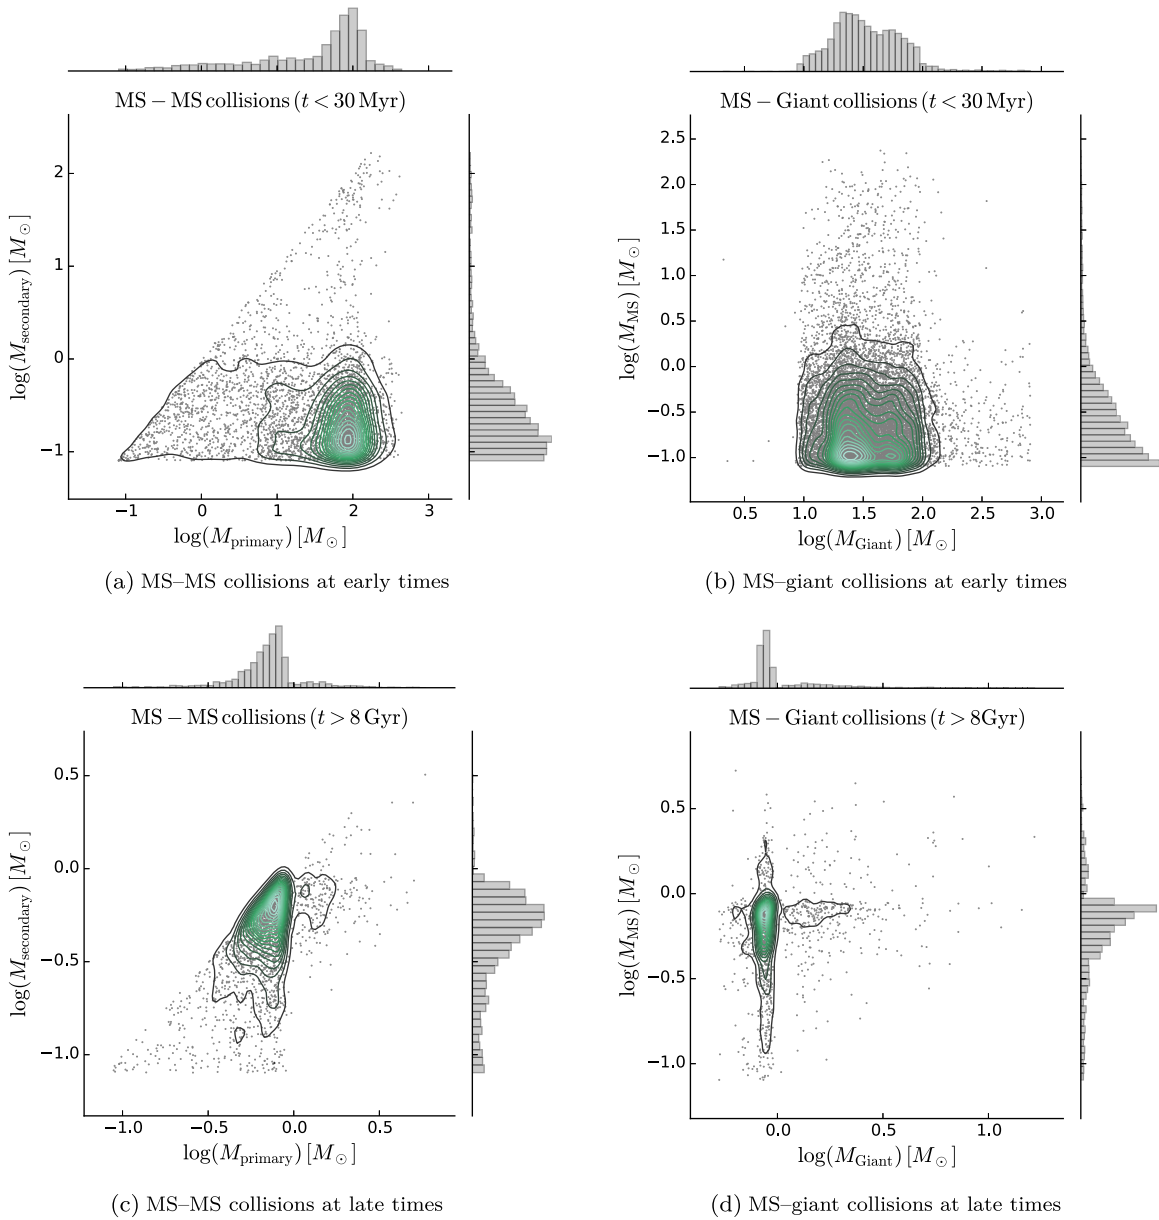 MS − MS collisions (t < 30 Myr)
2
1
0
−1
log(M_secondary) [M_⊙]
−1 0 1 2 3
log(M_primary) [M_⊙]
(a) MS–MS collisions at early times
MS − Giant collisions (t < 30 Myr)
2.5
2.0
1.5
1.0
0.5
0.0
−0.5
−1.0
log(M_MS) [M_⊙]
0.5 1.0 1.5 2.0 2.5 3.0
log(M_Giant) [M_⊙]
(b) MS–giant collisions at early times
MS − MS collisions (t > 8 Gyr)
0.5
0.0
−0.5
−1.0
log(M_secondary) [M_⊙]
−1.0 −0.5 0.0 0.5
log(M_primary) [M_⊙]
(c) MS–MS collisions at late times
MS − Giant collisions (t > 8Gyr)
0.5
0.0
−0.5
−1.0
log(M_MS) [M_⊙]
0.0 0.5 1.0
log(M_Giant) [M_⊙]
(d) MS–giant collisions at late times